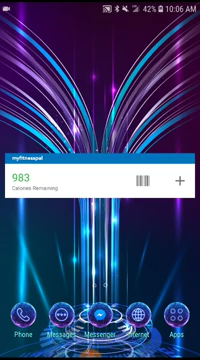 42% 10:06 AM
myfitnesspal
983
Calories Remaining
Phone Messages Messenger Internet Apps